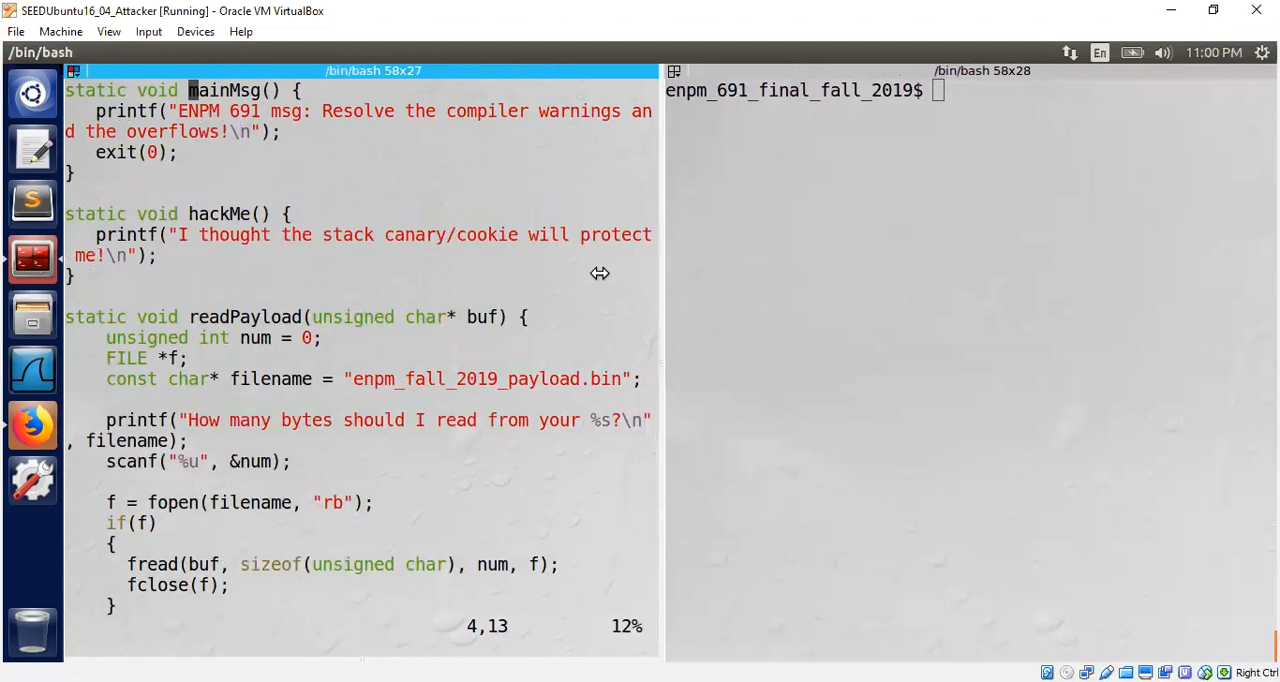 SEEDUbuntu16_04_Attacker [Running] - Oracle VM VirtualBox
File Machine View Input Devices Help
/bin/bash
En
11:00 PM
/bin/bash 58x27
static void mainMsg() {
printf("ENPM 691 msg: Resolve the compiler warnings an
d the overflows!\n");
exit(0);
}
static void hackMe() {
printf("I thought the stack canary/cookie will protect
me!\n");
}
static void readPayload(unsigned char* buf) {
unsigned int num = 0;
FILE *f;
const char* filename = "enpm_fall_2019_payload.bin";
printf("How many bytes should I read from your %s?\n"
, filename);
scanf("%u", &num);
f = fopen(filename, "rb");
if(f)
{
fread(buf, sizeof(unsigned char), num, f);
fclose(f);
}
4,13 12%
/bin/bash 58x28
enpm_691_final_fall_2019$
Right Ctrl